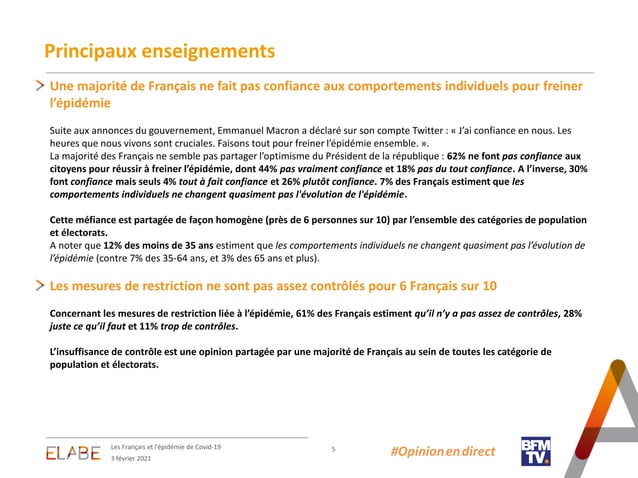 Principaux enseignements
Une majorité de Français ne fait pas confiance aux comportements individuels pour freiner
l’épidémie
Suite aux annonces du gouvernement, Emmanuel Macron a déclaré sur son compte Twitter : « J’ai confiance en nous. Les
heures que nous vivons sont cruciales. Faisons tout pour freiner l’épidémie ensemble. ».
La majorité des Français ne semble pas partager l’optimisme du Président de la république : 62% ne font pas confiance aux
citoyens pour réussir à freiner l’épidémie, dont 44% pas vraiment confiance et 18% pas du tout confiance. A l’inverse, 30%
font confiance mais seuls 4% tout à fait confiance et 26% plutôt confiance. 7% des Français estiment que les
comportements individuels ne changent quasiment pas l'évolution de l'épidémie.
Cette méfiance est partagée de façon homogène (près de 6 personnes sur 10) par l’ensemble des catégories de population
et électorats.
A noter que 12% des moins de 35 ans estiment que les comportements individuels ne changent quasiment pas l’évolution de
l’épidémie (contre 7% des 35-64 ans, et 3% des 65 ans et plus).
Les mesures de restriction ne sont pas assez contrôlés pour 6 Français sur 10
Concernant les mesures de restriction liée à l’épidémie, 61% des Français estiment qu’il n’y a pas assez de contrôles, 28%
juste ce qu’il faut et 11% trop de contrôles.
L’insuffisance de contrôle est une opinion partagée par une majorité de Français au sein de toutes les catégorie de
population et électorats.
ELABE
Les Français et l’épidémie de Covid-19
3 février 2021
5
#Opinion en direct
BFM
TV.